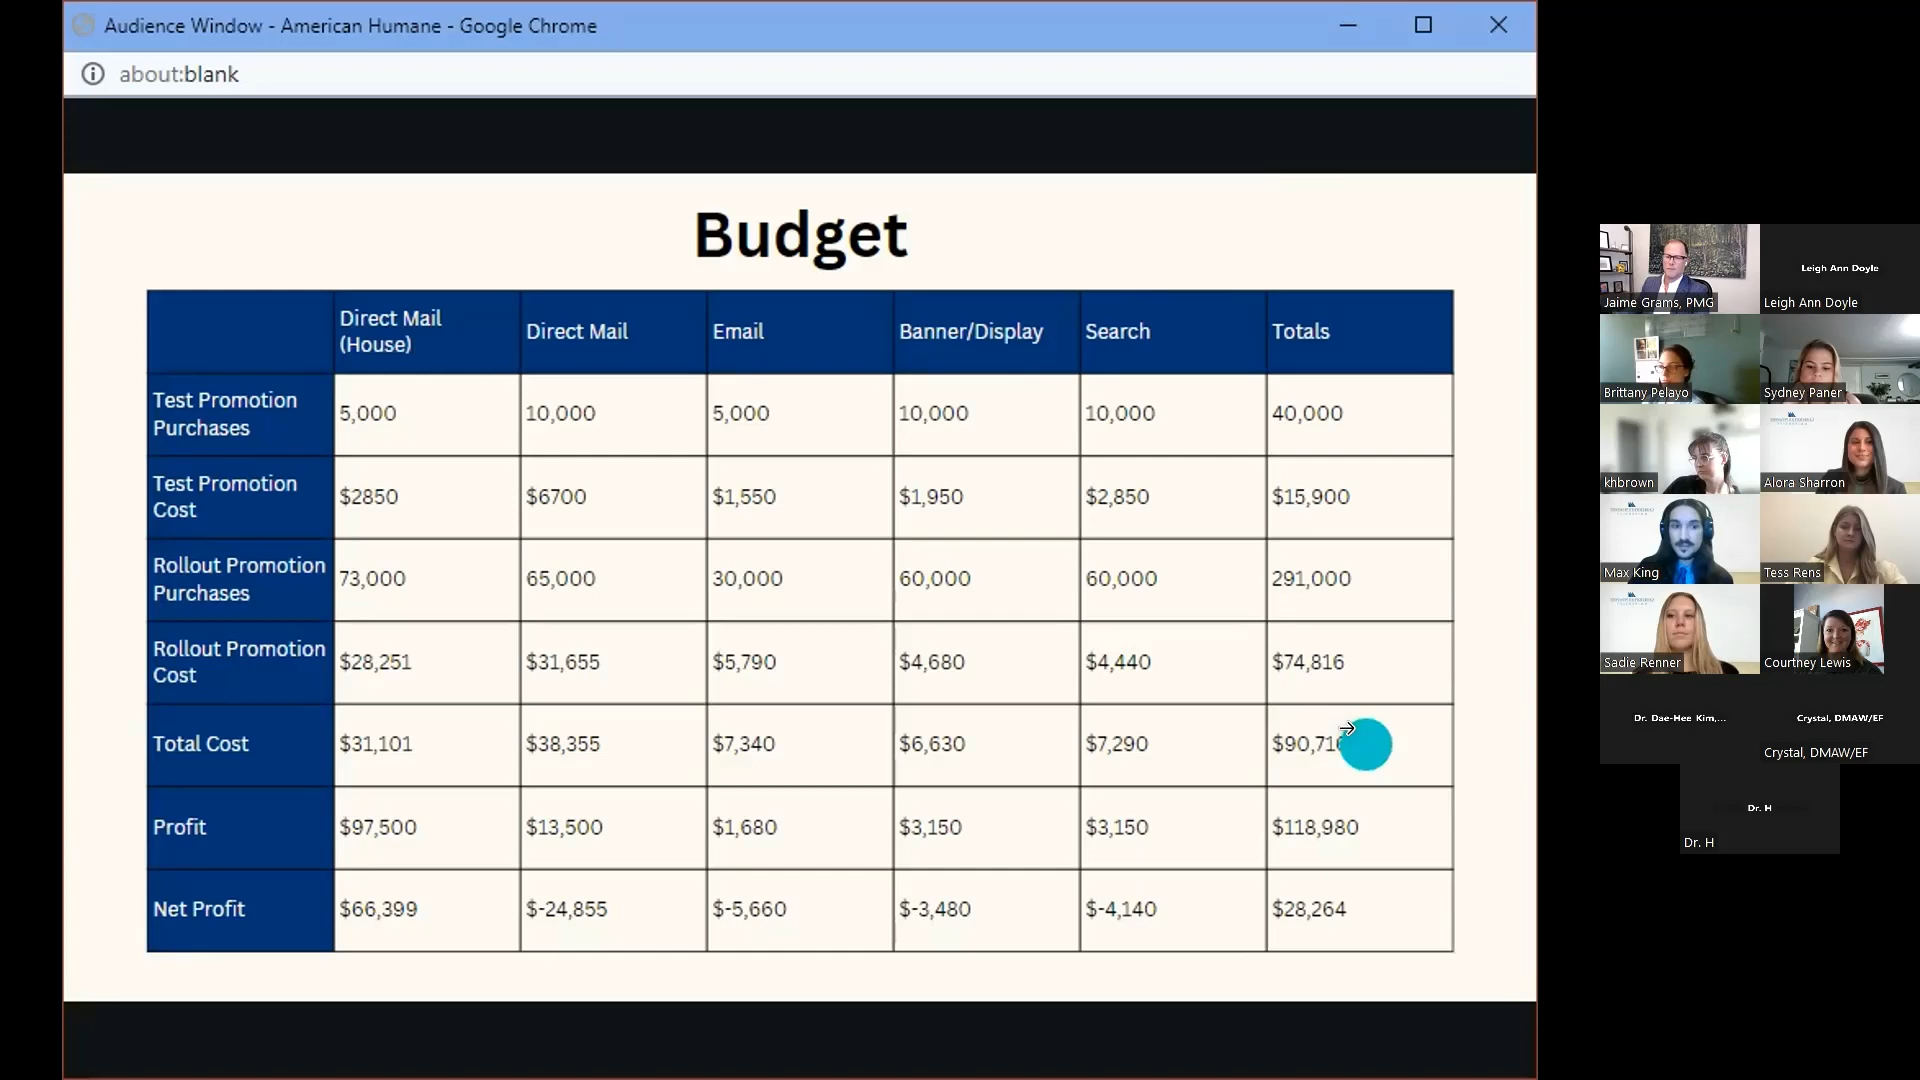 Audience Window - American Humane - Google Chrome
about:blank
Budget
Direct Mail
(House)
Direct Mail
Email
Banner/Display
Search
Totals
Test Promotion
Purchases
5,000
10,000
5,000
10,000
10,000
40,000
Test Promotion
Cost
$2850
$6700
$1,550
$1,950
$2,850
$15,900
Rollout Promotion
Purchases
73,000
65,000
30,000
60,000
60,000
291,000
Rollout Promotion
Cost
$28,251
$31,655
$5,790
$4,680
$4,440
$74,816
Total Cost
$31,101
$38,355
$7,340
$6,630
$7,290
$90,716
Profit
$97,500
$13,500
$1,680
$3,150
$3,150
$118,980
Net Profit
$66,399
$-24,855
$-5,660
$-3,480
$-4,140
$28,264
Jaime Grams, PMG
Leigh Ann Doyle
Leigh Ann Doyle
Brittany Pelayo
Sydney Paner
khbrown
Alora Sharron
Max King
Tess Rens
Sadie Renner
Courtney Lewis
Dr. Dae-Hee Kim,...
Crystal, DMAW/EF
Crystal, DMAW/EF
Dr. H
Dr. H